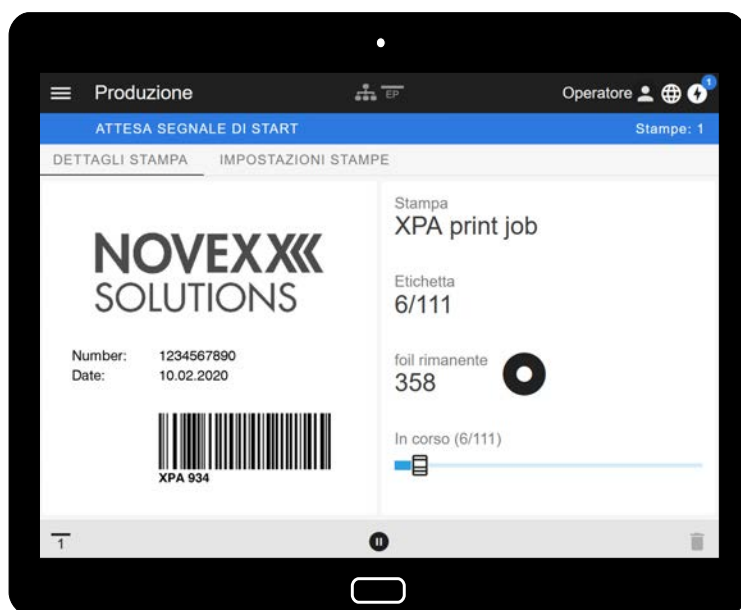 Produzione
EP
Operatore
1
ATTESA SEGNALE DI START
Stampe: 1
DETTAGLI STAMPA
IMPOSTAZIONI STAMPE
NOVEXX
SOLUTIONS
Number: 1234567890
Date: 10.02.2020
XPA 934
Stampa
XPA print job
Etichetta
6/111
foil rimanente
358
In corso (6/111)
1